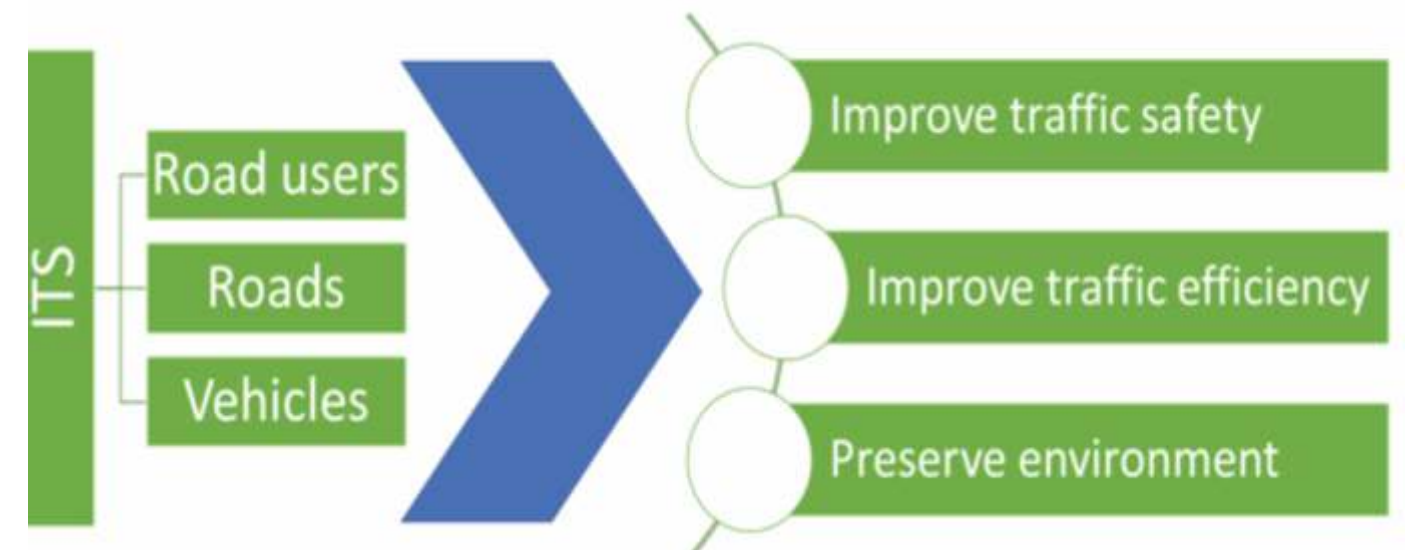 ITS
Road users
Roads
Vehicles
Improve traffic safety
Improve traffic efficiency
Preserve environment